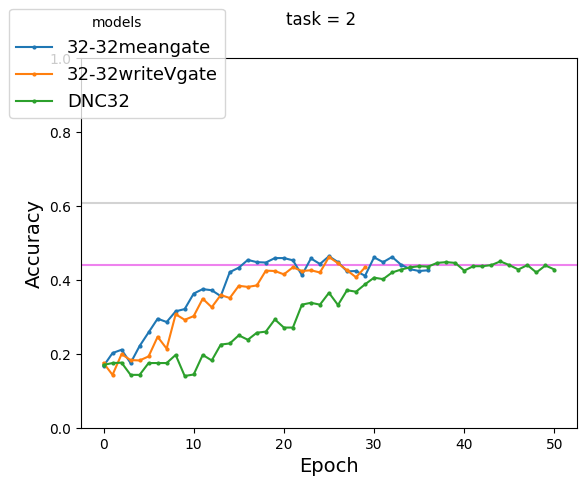 task = 2
models
32-32meangate
32-32writeVgate
DNC32
1.0
0.8
0.6
0.4
0.2
0.0
Accuracy
0 10 20 30 40 50
Epoch